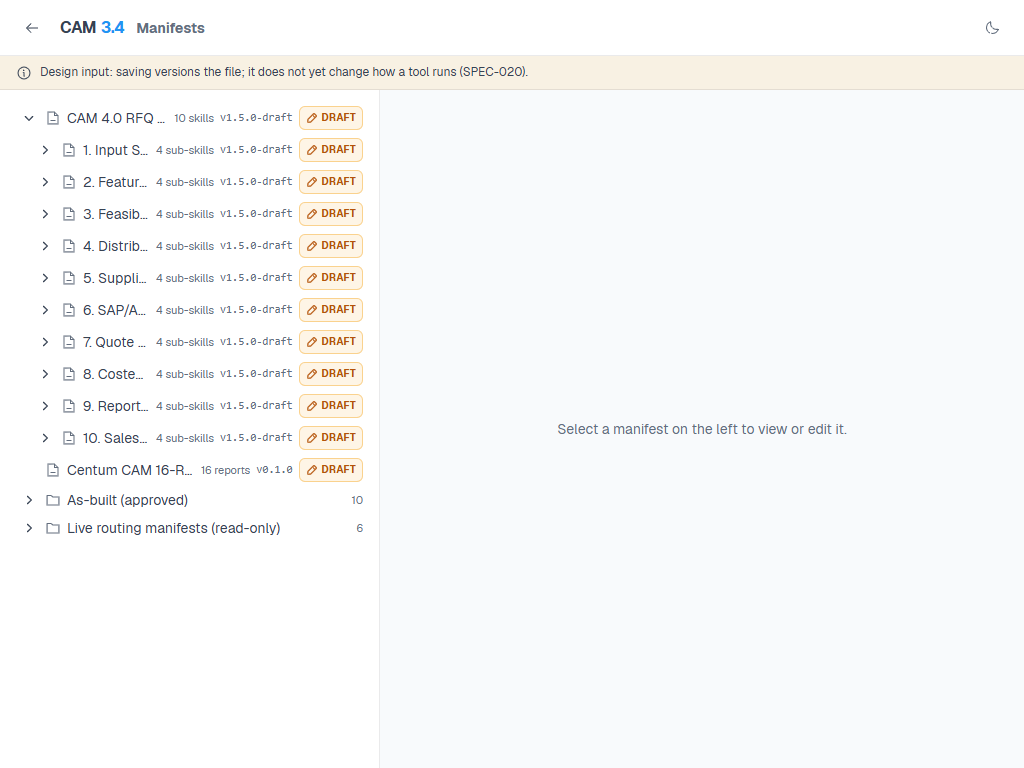 CAM 3.4 Manifests
Design input: saving versions the file; it does not yet change how a tool runs (SPEC-020).
CAM 4.0 RFQ ... 10 skills v1.5.0-draft DRAFT
1. Input S... 4 sub-skills v1.5.0-draft DRAFT
2. Featur... 4 sub-skills v1.5.0-draft DRAFT
3. Feasib... 4 sub-skills v1.5.0-draft DRAFT
4. Distrib... 4 sub-skills v1.5.0-draft DRAFT
5. Suppli... 4 sub-skills v1.5.0-draft DRAFT
6. SAP/A... 4 sub-skills v1.5.0-draft DRAFT
7. Quote ... 4 sub-skills v1.5.0-draft DRAFT
8. Coste... 4 sub-skills v1.5.0-draft DRAFT
9. Report... 4 sub-skills v1.5.0-draft DRAFT
10. Sales... 4 sub-skills v1.5.0-draft DRAFT
Centum CAM 16-R... 16 reports v0.1.0 DRAFT
As-built (approved) 10
Live routing manifests (read-only) 6
Select a manifest on the left to view or edit it.